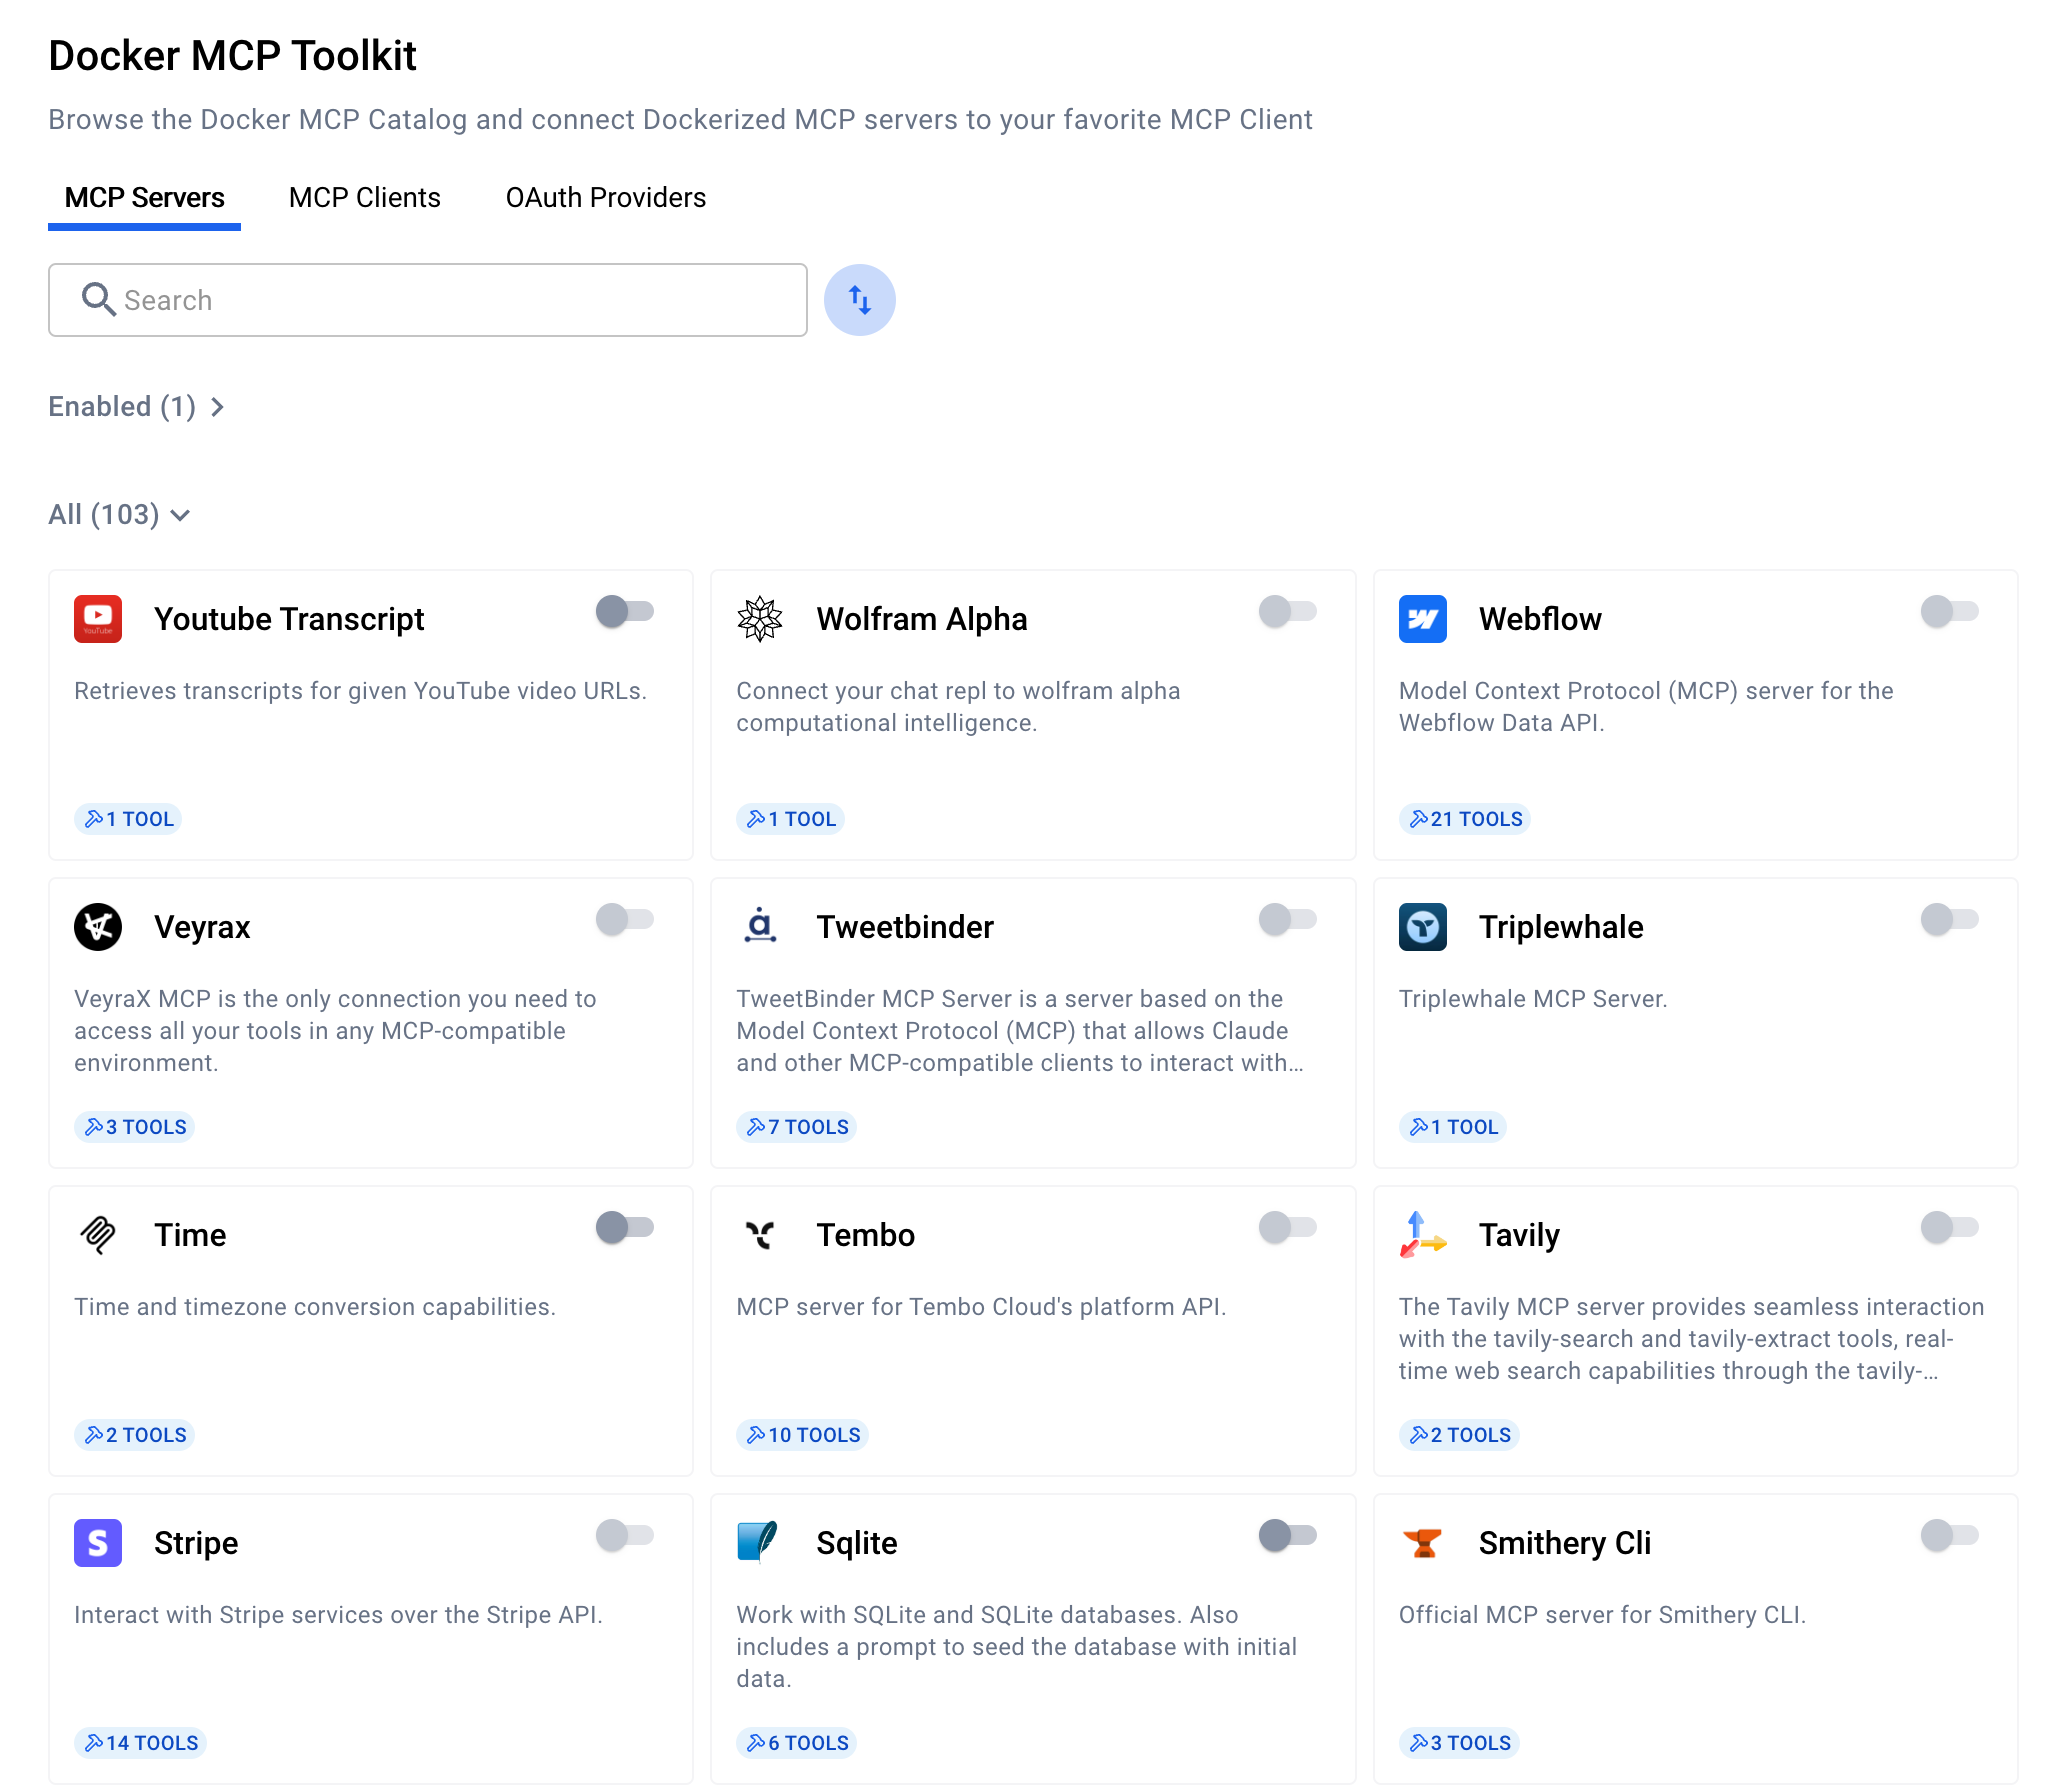 Docker MCP Toolkit
Browse the Docker MCP Catalog and connect Dockerized MCP servers to your favorite MCP Client
MCP Servers
MCP Clients
OAuth Providers
Search
Enabled (1)
All (103)
YouTube
Youtube Transcript
Retrieves transcripts for given YouTube video URLs.
1 TOOL
Wolfram Alpha
Connect your chat repl to wolfram alpha
computational intelligence.
1 TOOL
Webflow
Model Context Protocol (MCP) server for the
Webflow Data API.
21 TOOLS
Veyrax
VeyraX MCP is the only connection you need to
access all your tools in any MCP-compatible
environment.
3 TOOLS
Tweetbinder
TweetBinder MCP Server is a server based on the
Model Context Protocol (MCP) that allows Claude
and other MCP-compatible clients to interact with…
7 TOOLS
Triplewhale
Triplewhale MCP Server.
1 TOOL
Time
Time and timezone conversion capabilities.
2 TOOLS
Tembo
MCP server for Tembo Cloud's platform API.
10 TOOLS
Tavily
The Tavily MCP server provides seamless interaction
with the tavily-search and tavily-extract tools, real-
time web search capabilities through the tavily-…
2 TOOLS
S
Stripe
Interact with Stripe services over the Stripe API.
14 TOOLS
Sqlite
Work with SQLite and SQLite databases. Also
includes a prompt to seed the database with initial
data.
6 TOOLS
Smithery Cli
Official MCP server for Smithery CLI.
3 TOOLS